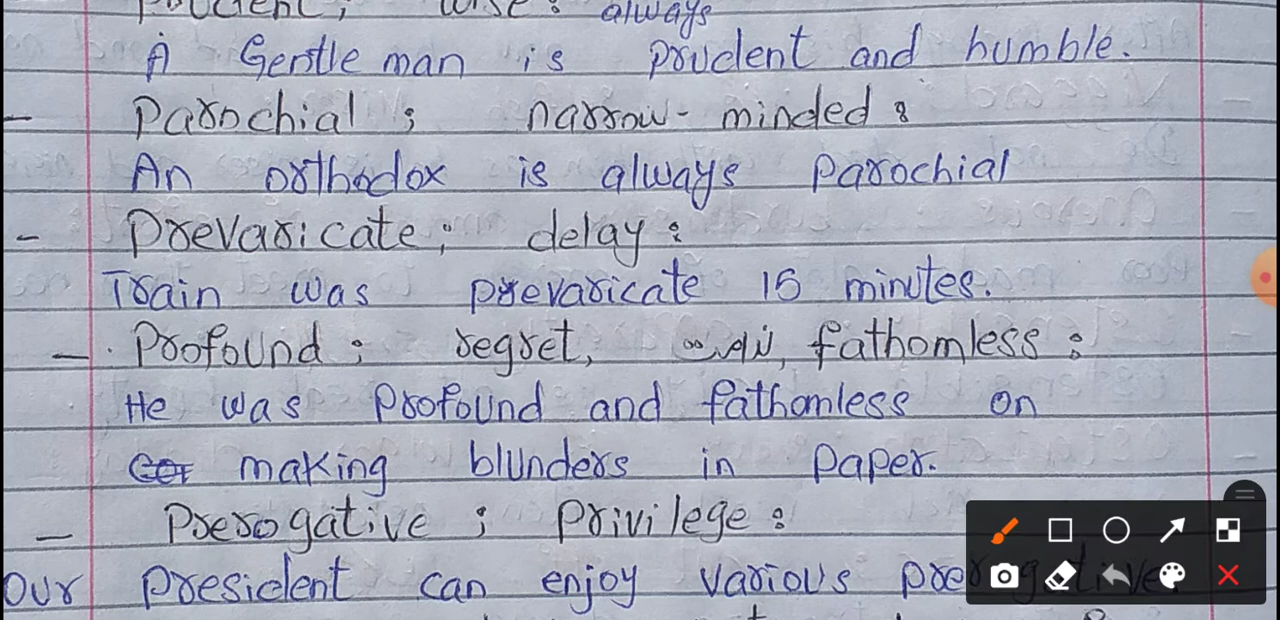 Prudent; wise: always
A Gentle man is prudent and humble.
- Parochial; narrow-minded:
An orthodox is always parochial
- Prevaricate; delay:
Train was prevaricate 15 minutes.
- Profound; regret, fathomless:
He was profound and fathomless on
making blunders in paper.
- Prerogative; privilege:
Our president can enjoy various prerogative